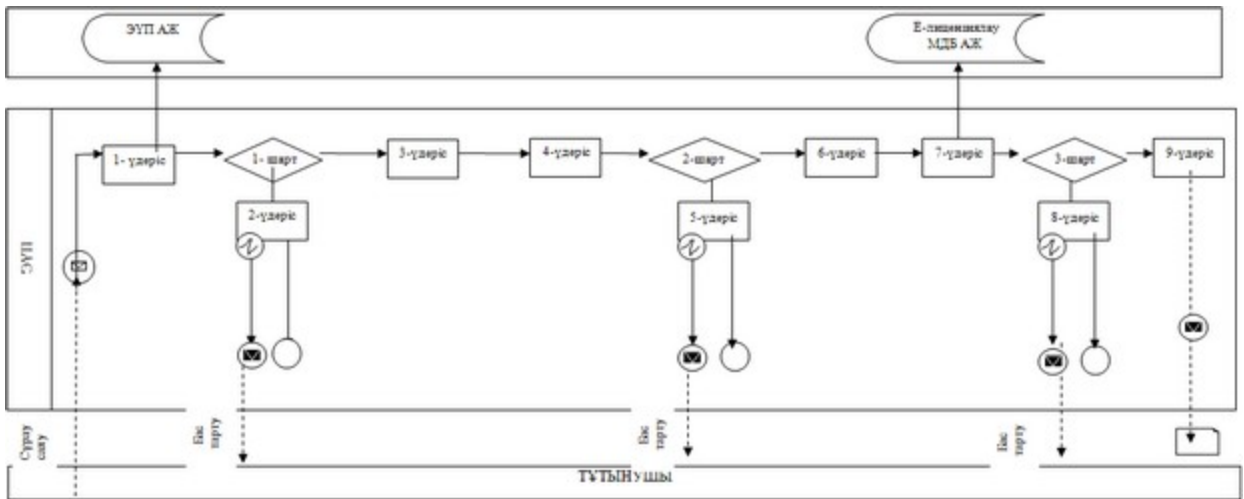 ЭҮП АЖ
Е-лицензиялау
МДБ АЖ
1- үдеріс
1- шарт
3-үдеріс
4-үдеріс
2-шарт
6-үдеріс
7-үдеріс
3-шарт
9-үдеріс
2-үдеріс
5-үдеріс
8-үдеріс
Сұрау
салу
Бас
тарту
Бас
тарту
Бас
тарту
ТҰТЫНУШЫ